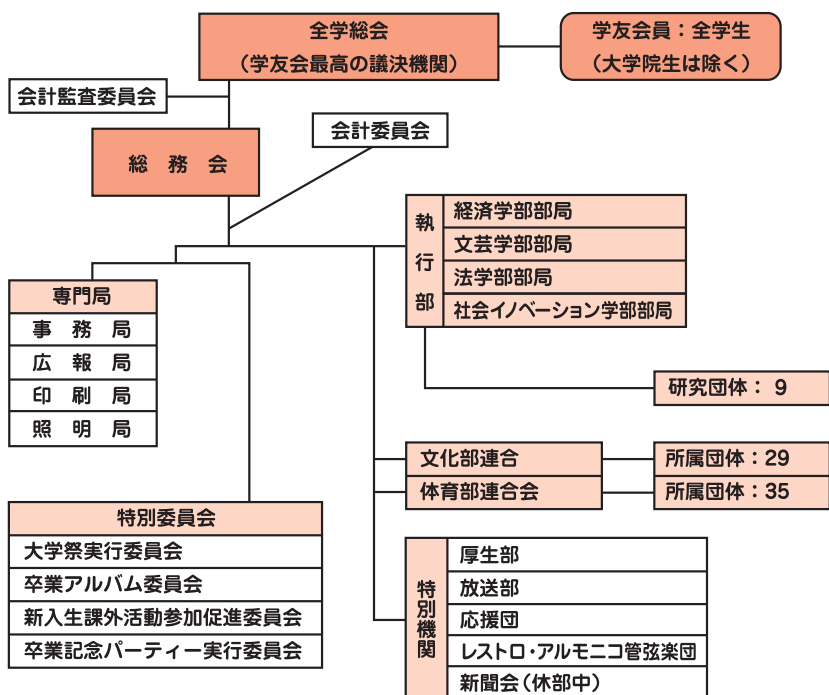 全学総会
(学友会最高の議決機関)
学友会員:全学生
(大学院生は除く)
会計監査委員会
会計委員会
総 務 会
執行部
経済学部部局
文芸学部部局
法学部部局
社会イノベーション学部部局
専門局
事 務 局
広 報 局
印 刷 局
照 明 局
研究団体: 9
文化部連合
所属団体:29
体育部連合会
所属団体:35
特別委員会
大学祭実行委員会
卒業アルバム委員会
新入生課外活動参加促進委員会
卒業記念パーティー実行委員会
特別機関
厚生部
放送部
応援団
レストロ・アルモニコ管弦楽団
新聞会(休部中)